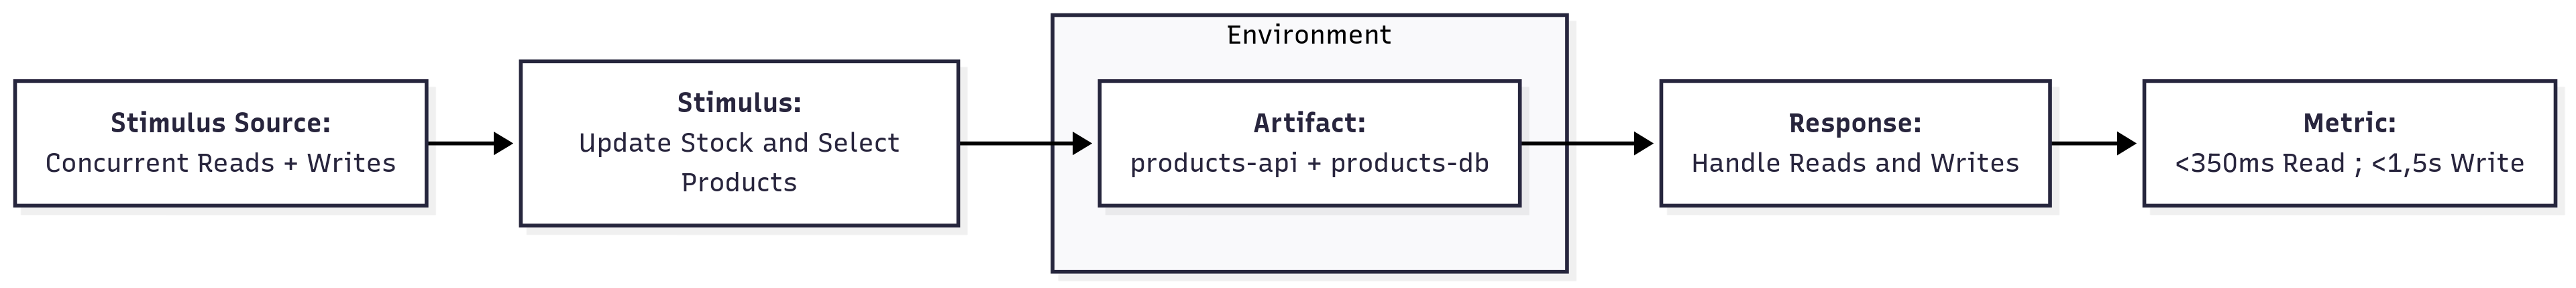 Stimulus Source:
Concurrent Reads + Writes
Stimulus:
Update Stock and Select
Products
Environment
Artifact:
products-api + products-db
Response:
Handle Reads and Writes
Metric:
<350ms Read ; <1,5s Write